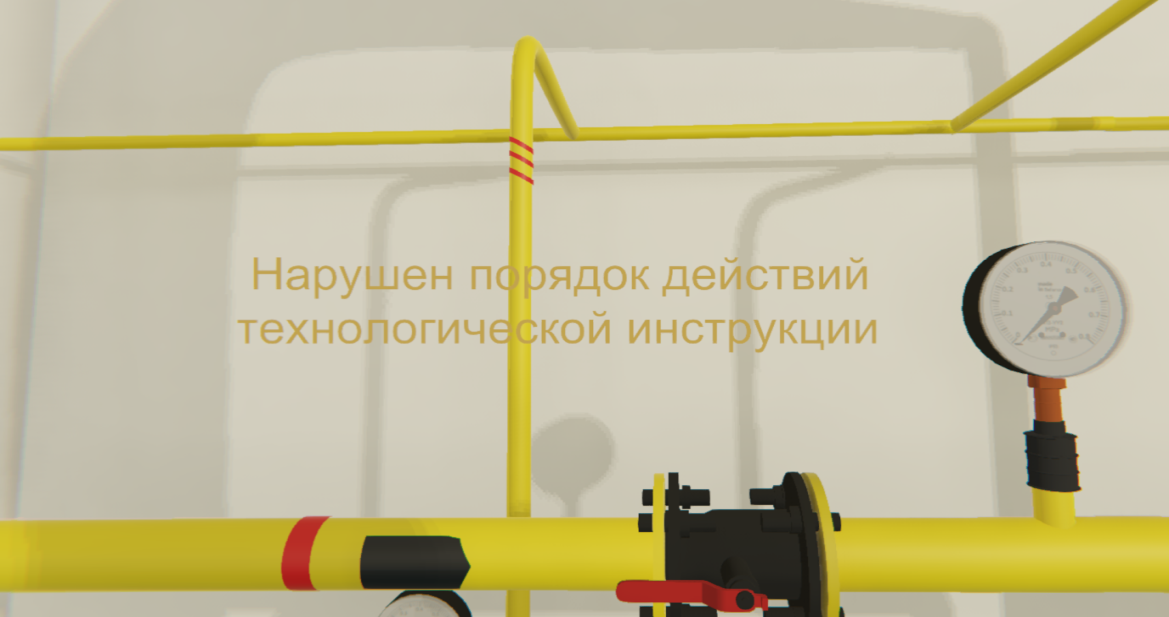 Нарушен порядок действий
технологической инструкции